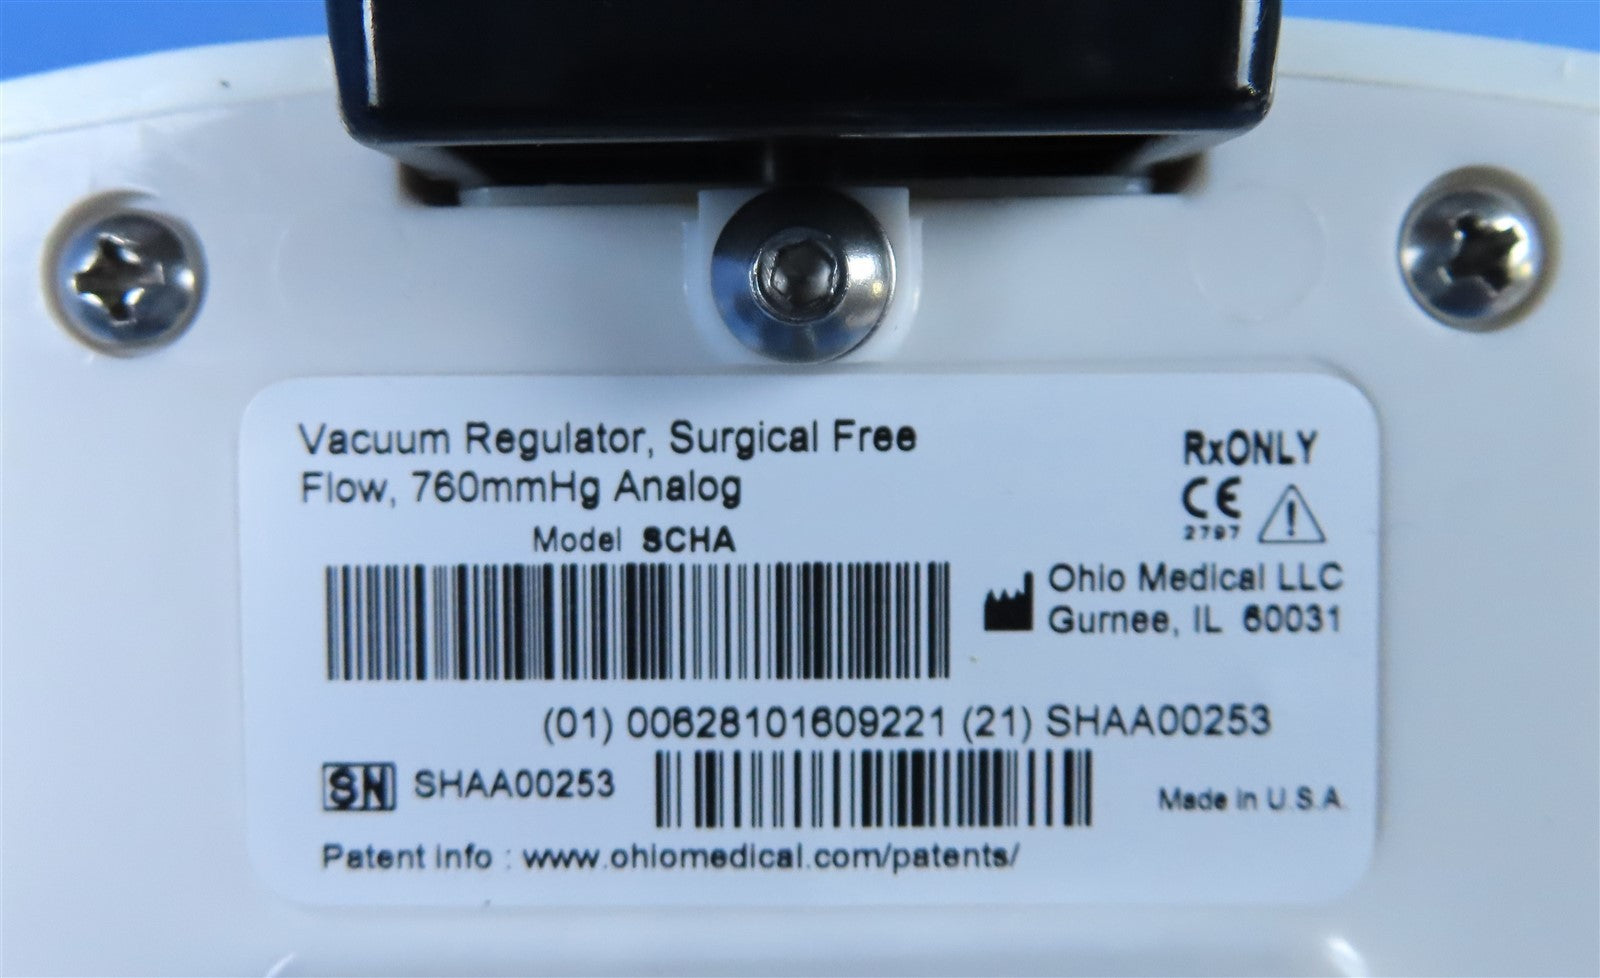 Vacuum Regulator, Surgical Free
Flow, 760mmHg Analog
Model SCHA
RxONLY
CE
2797
Ohio Medical LLC
Gurnee, IL 60031
(01) 00628101609221 (21) SHAA00253
SN SHAA00253
Made in U.S.A.
Patent Info : www.ohiomedical.com/patents/